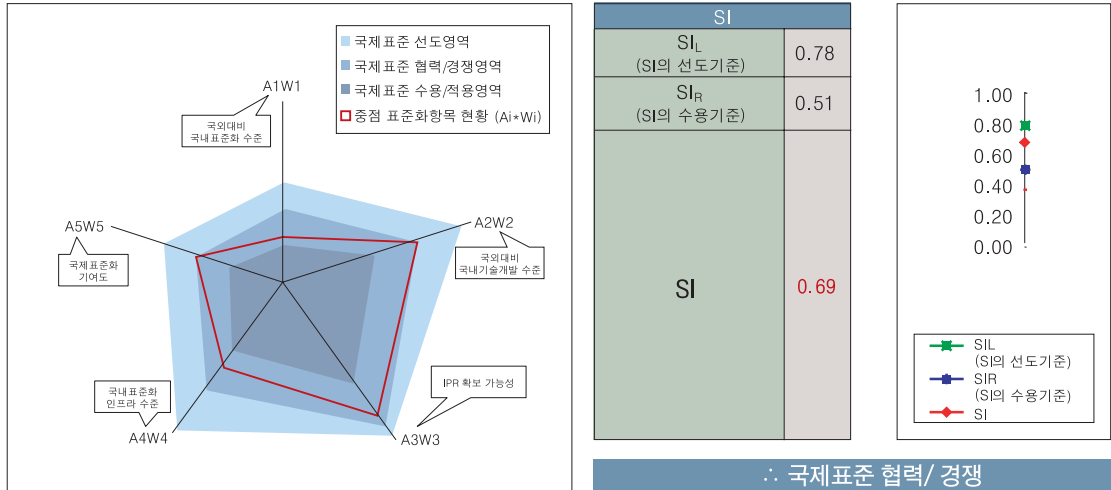 국제표준 선도영역
국제표준 협력/경쟁영역
국제표준 수용/적용영역
중점 표준화항목 현황 (Ai*Wi)
A1W1
국외대비
국내표준화 수준
A2W2
국외대비
국내기술개발 수준
A5W5
국제표준화
기여도
IPR 확보 가능성
A3W3
국내표준화
인프라 수준
A4W4
SI
SIL
(SI의 선도기준)
0.78
SIR
(SI의 수용기준)
0.51
SI
0.69
1.00
0.80
0.60
0.40
0.20
0.00
SIL
(SI의 선도기준)
SIR
(SI의 수용기준)
SI
∴ 국제표준 협력/ 경쟁